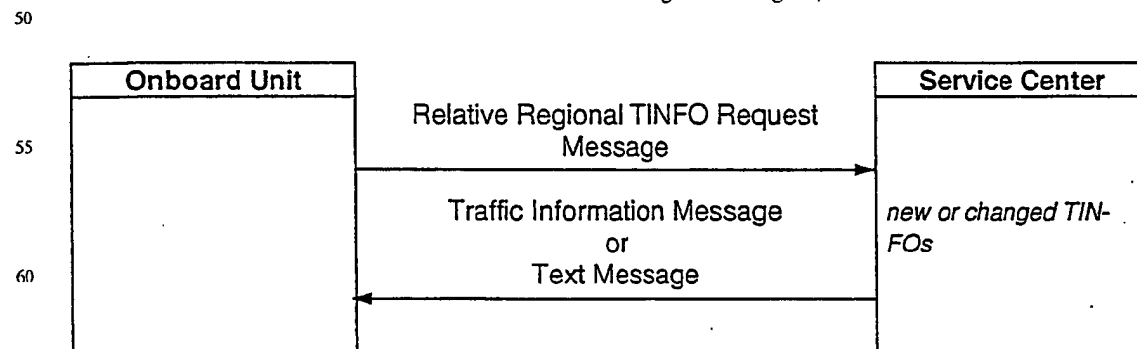 50
Onboard Unit
Service Center
Relative Regional TINFO Request
Message
55
Traffic Information Message
or
Text Message
new or changed TIN-
FOs
60